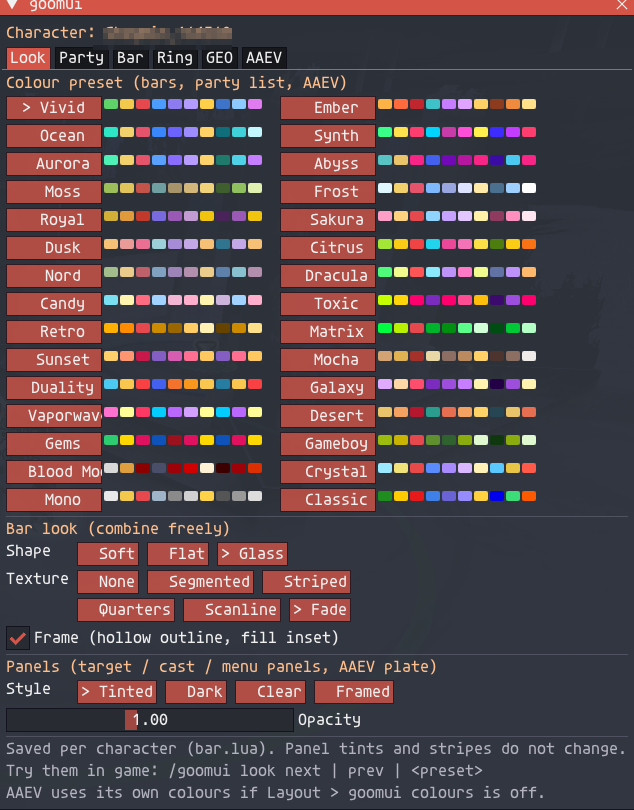 goomui
Character:
Look Party Bar Ring GEO AAEV
Colour preset (bars, party list, AAEV)
> Vivid Ember
Ocean Synth
Aurora Abyss
Moss Frost
Royal Sakura
Dusk Citrus
Nord Dracula
Candy Toxic
Retro Matrix
Sunset Mocha
Duality Galaxy
Vaporwav Desert
Gems Gameboy
Blood Mo Crystal
Mono Classic
Bar look (combine freely)
Shape Soft Flat > Glass
Texture None Segmented Striped
Quarters Scanline > Fade
Frame (hollow outline, fill inset)
Panels (target / cast / menu panels, AAEV plate)
Style > Tinted Dark Clear Framed
1.00 Opacity
Saved per character (bar.lua). Panel tints and stripes do not change.
Try them in game: /goomui look next | prev | <preset>
AAEV uses its own colours if Layout > goomui colours is off.